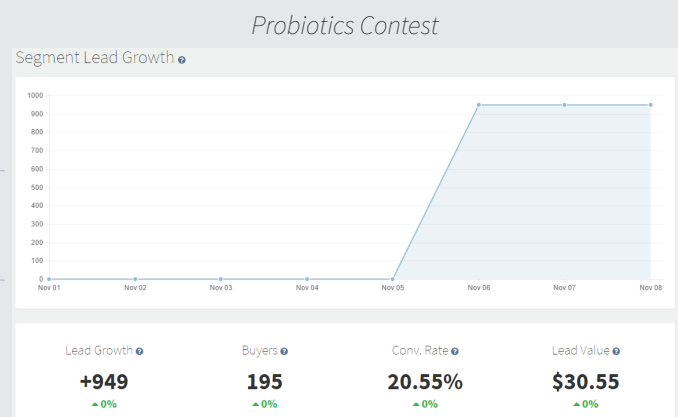 Probiotics Contest
Segment Lead Growth ?
1000
900
800
700
600
500
400
300
200
100
0
Nov 01 Nov 02 Nov 03 Nov 04 Nov 05 Nov 06 Nov 07 Nov 08
Lead Growth ? Buyers ? Conv. Rate ? Lead Value ?
+949 195 20.55% $30.55
0% 0% 0% 0%